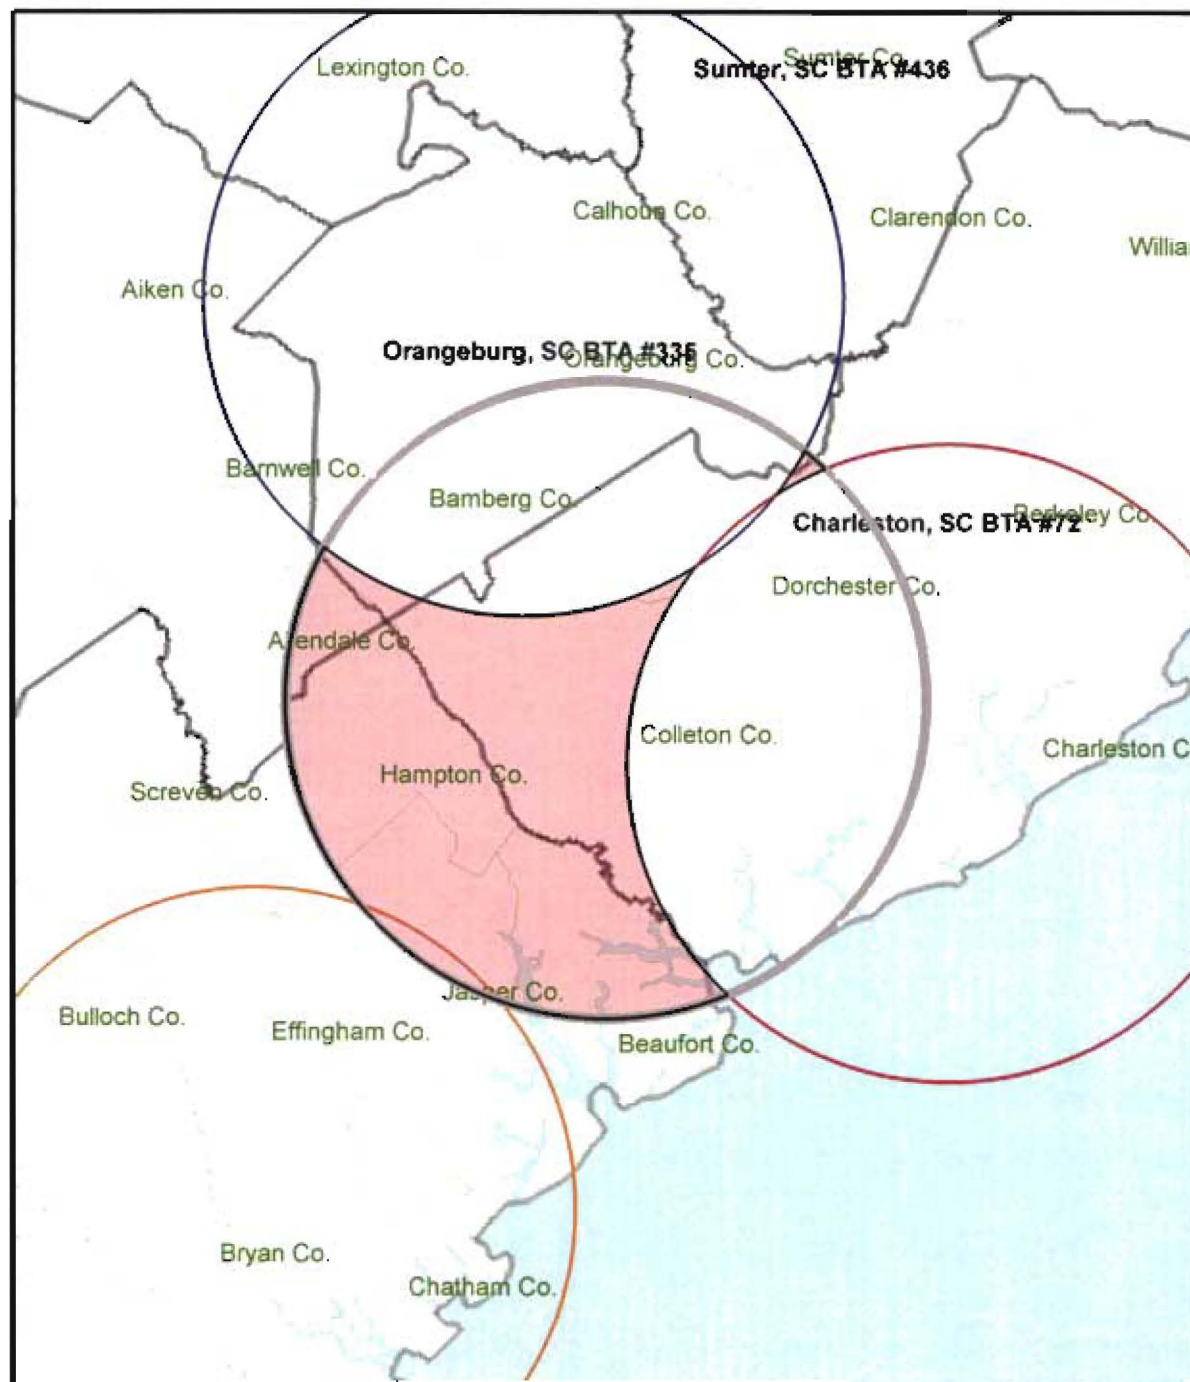 Lexington Co.
Sumter Co.
Sumter, SC BTA #436
Calhoun Co.
Clarendon Co.
Willia
Aiken Co.
Orangeburg, SC BTA #335
Orangeburg Co.
Barnwell Co.
Bamberg Co.
Berkeley Co.
Charleston, SC BTA #72
Dorchester Co.
Allendale Co.
Colleton Co.
Charleston C
Hampton Co.
Screven Co.
Jasper Co.
Bulloch Co.
Effingham Co.
Beaufort Co.
Bryan Co.
Chatham Co.